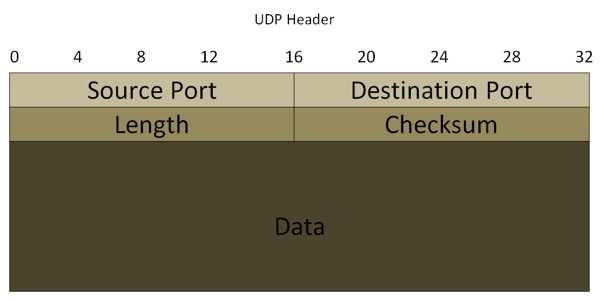 UDP Header
0 4 8 12 16 20 24 28 32
Source Port Destination Port
Length Checksum
Data